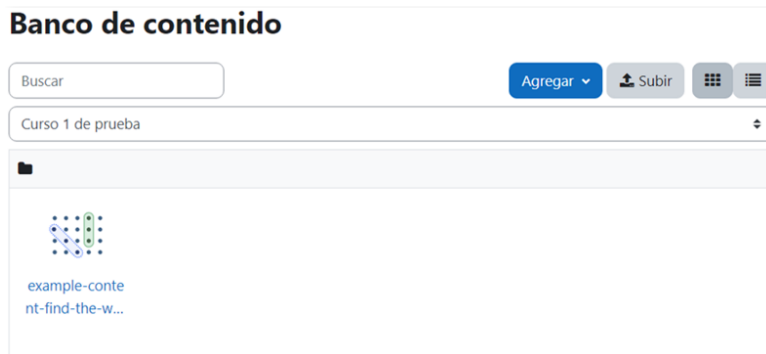 Banco de contenido
Buscar
Agregar
Subir
Curso 1 de prueba
example-conte
nt-find-the-w...